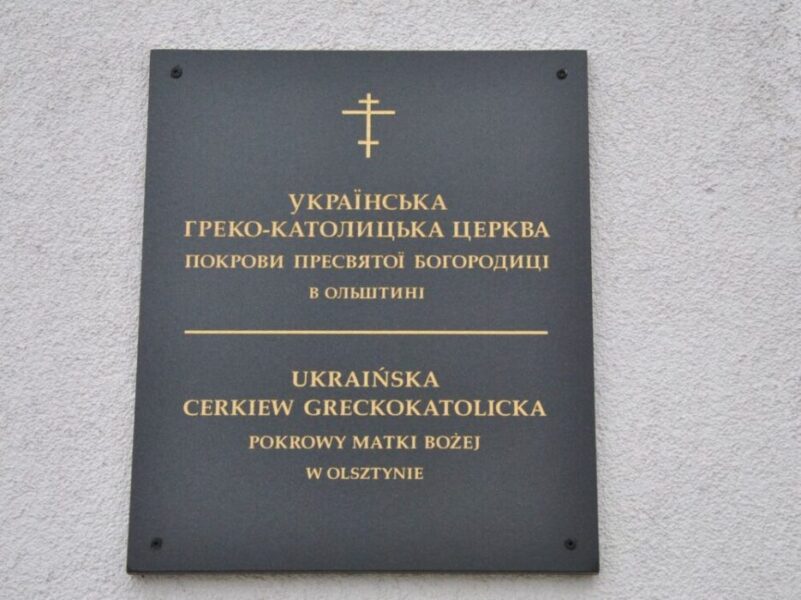 УКРАЇНСЬКА
ГРЕКО-КАТОЛИЦЬКА ЦЕРКВА
ПОКРОВИ ПРЕСВЯТОЇ БОГОРОДИЦІ
В ОЛЬШТИНІ
UKRAIŃSKA
CERKIEW GRECKOKATOLICKA
POKROWY MATKI BOŻEJ
W OLSZTYNIE